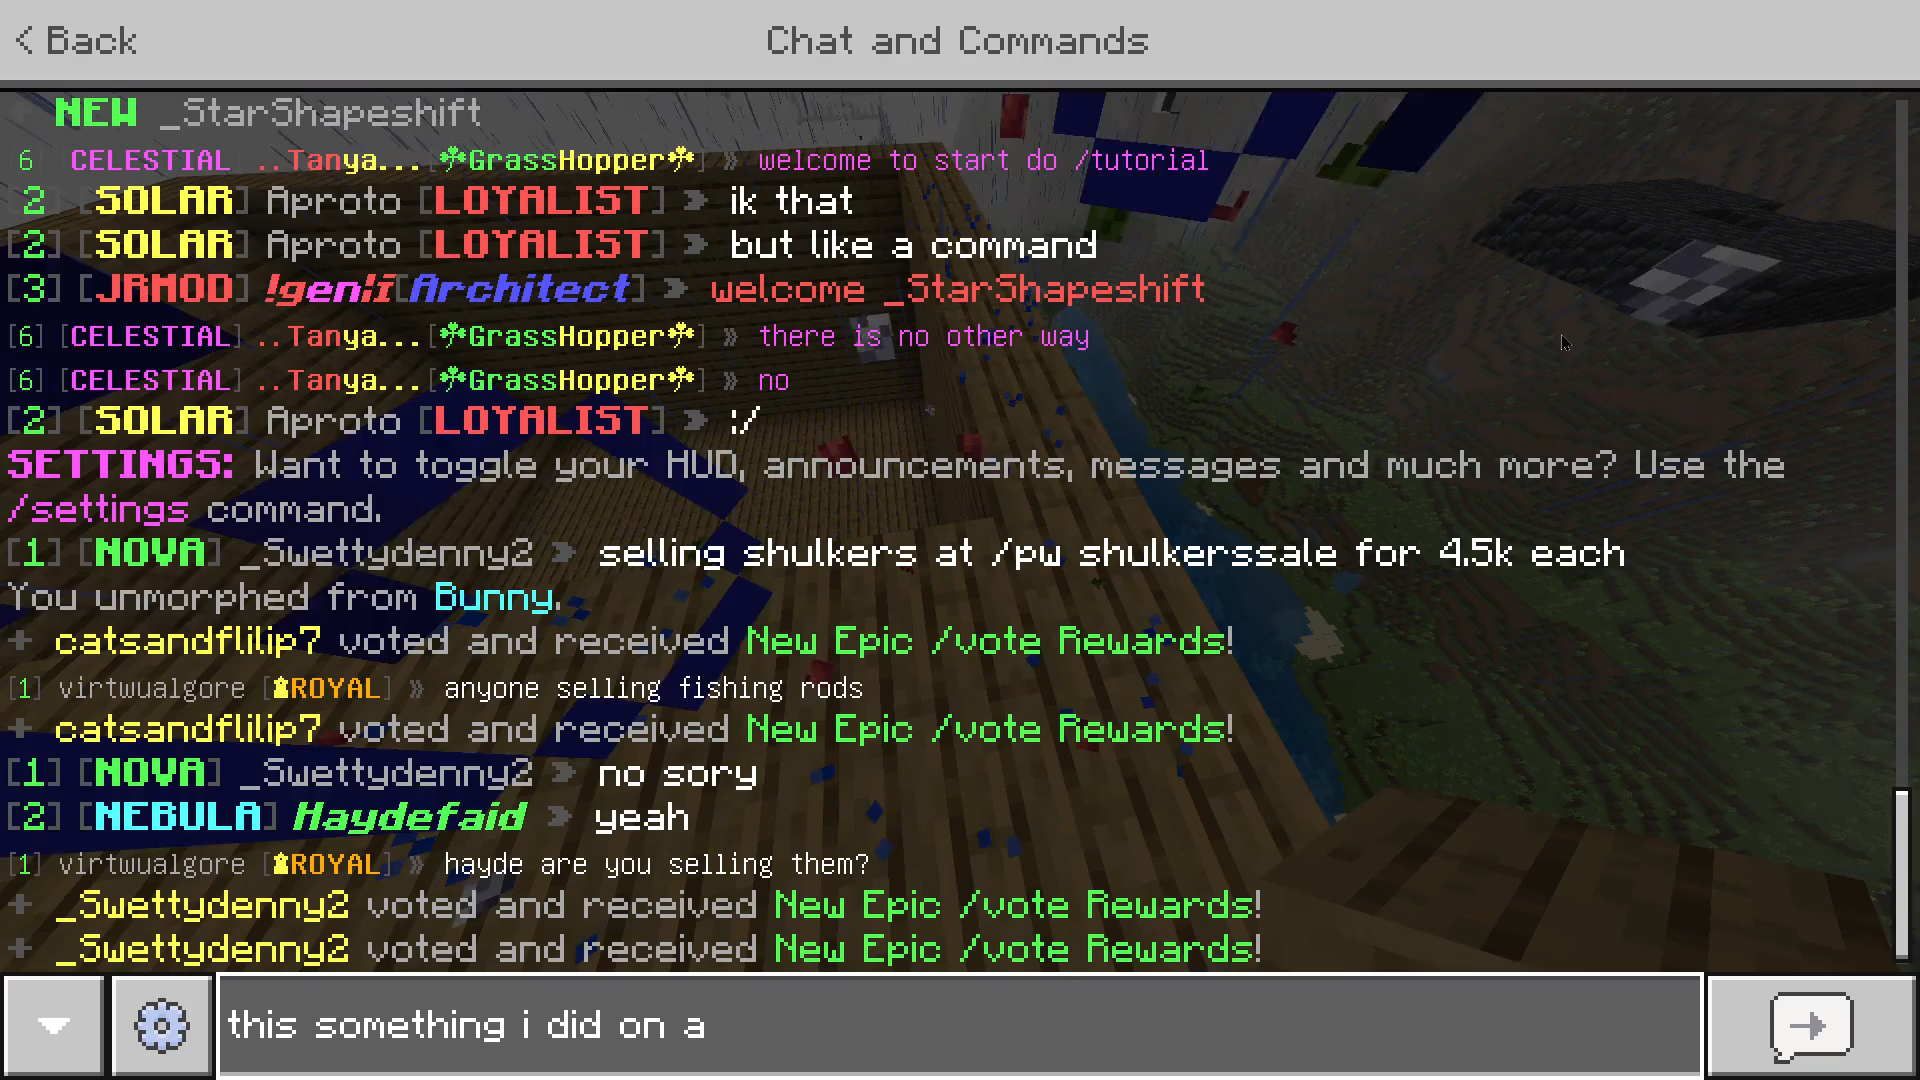 < Back
Chat and Commands
NEW _StarShapeshift
6 CELESTIAL ..Tanya...[☘GrassHopper☘] » welcome to start do /tutorial
2 [SOLAR] Aproto [LOYALIST] » ik that
[2] [SOLAR] Aproto [LOYALIST] » but like a command
[3] [JRMOD] !gen!i[Architect] » welcome _StarShapeshift
[6] [CELESTIAL] ..Tanya...[☘GrassHopper☘] » there is no other way
[6] [CELESTIAL] ..Tanya...[☘GrassHopper☘] » no
[2] [SOLAR] Aproto [LOYALIST] » :/
SETTINGS: Want to toggle your HUD, announcements, messages and much more? Use the
/settings command.
[1] [NOVA] _Swettydenny2 » selling shulkers at /pw shulkerssale for 4.5k each
You unmorphed from Bunny.
+ catsandflilip7 voted and received New Epic /vote Rewards!
[1] virtwualgore [♟ROYAL] » anyone selling fishing rods
+ catsandflilip7 voted and received New Epic /vote Rewards!
[1] [NOVA] _Swettydenny2 » no sory
[2] [NEBULA] Haydefaid » yeah
[1] virtwualgore [♟ROYAL] » hayde are you selling them?
+ _Swettydenny2 voted and received New Epic /vote Rewards!
+ _Swettydenny2 voted and received New Epic /vote Rewards!
this something i did on a